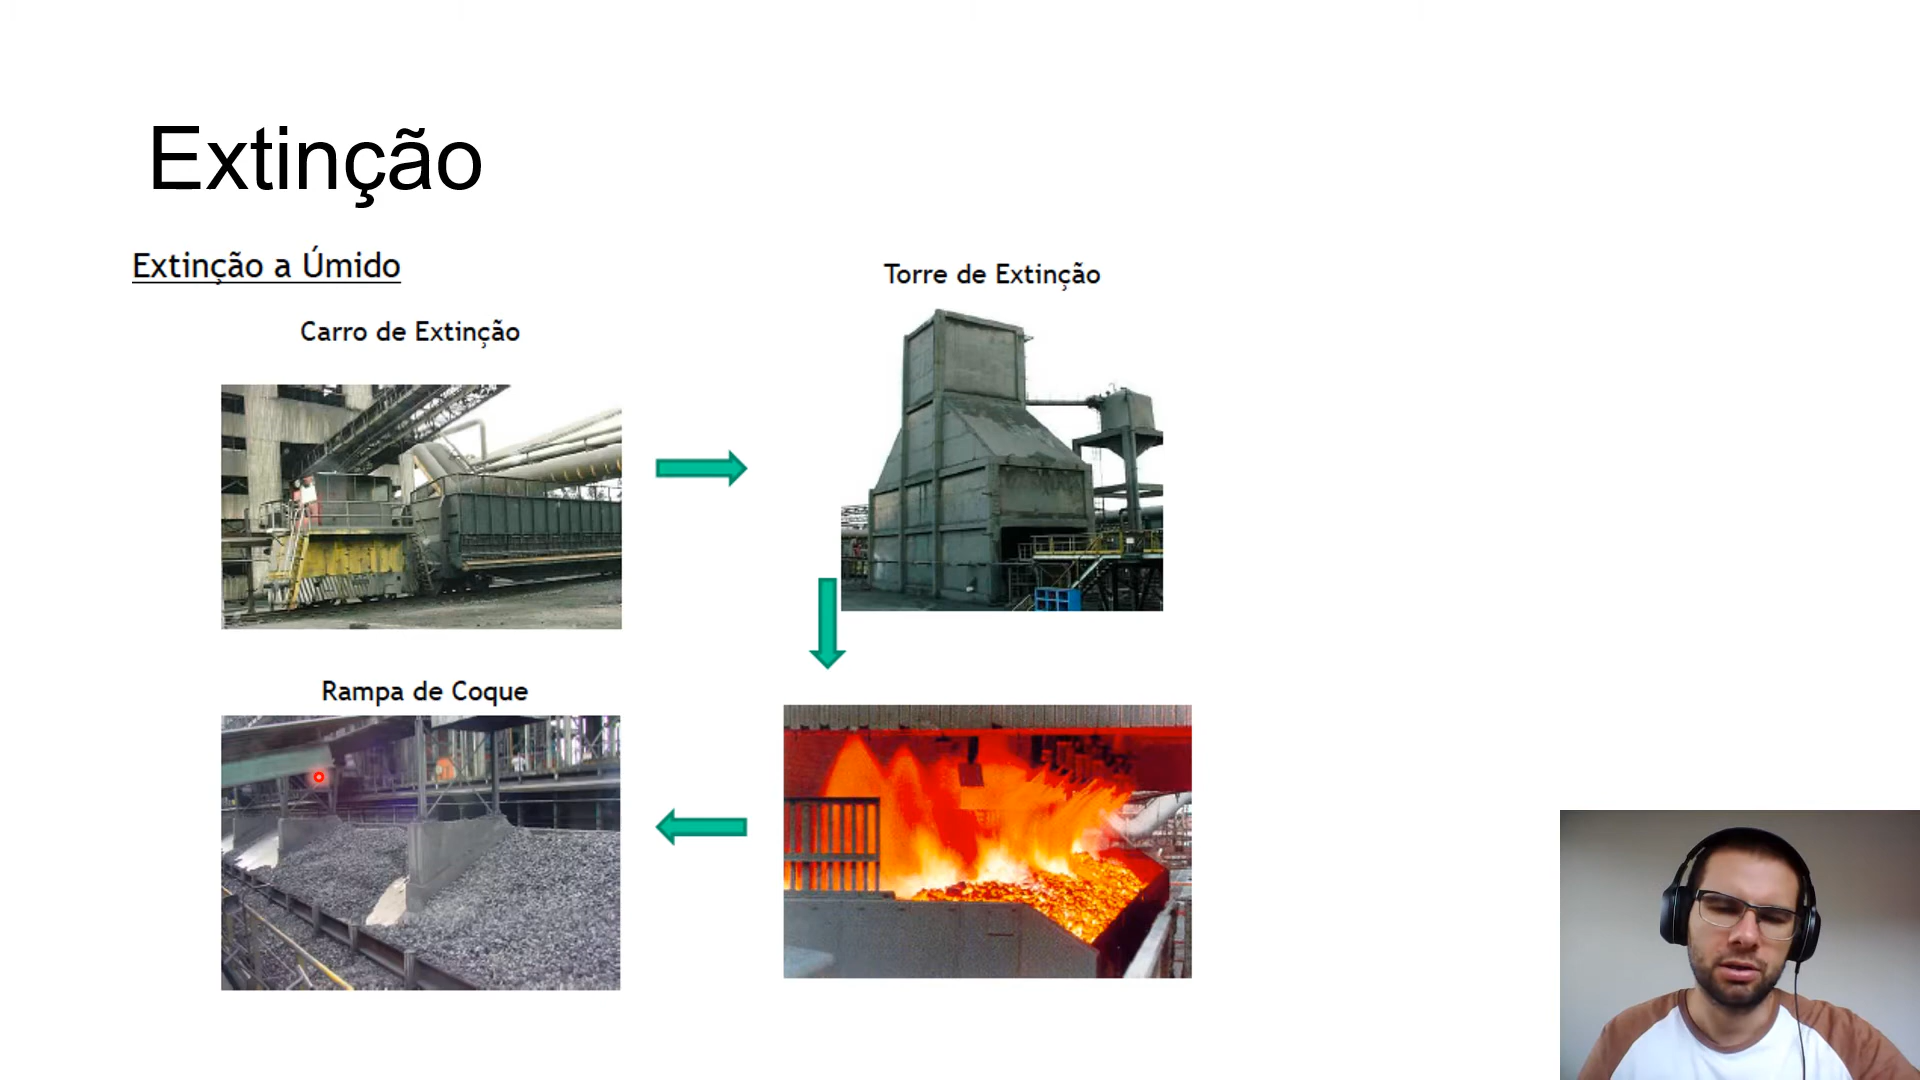 Extinção
Extinção a Úmido
Torre de Extinção
Carro de Extinção
Rampa de Coque